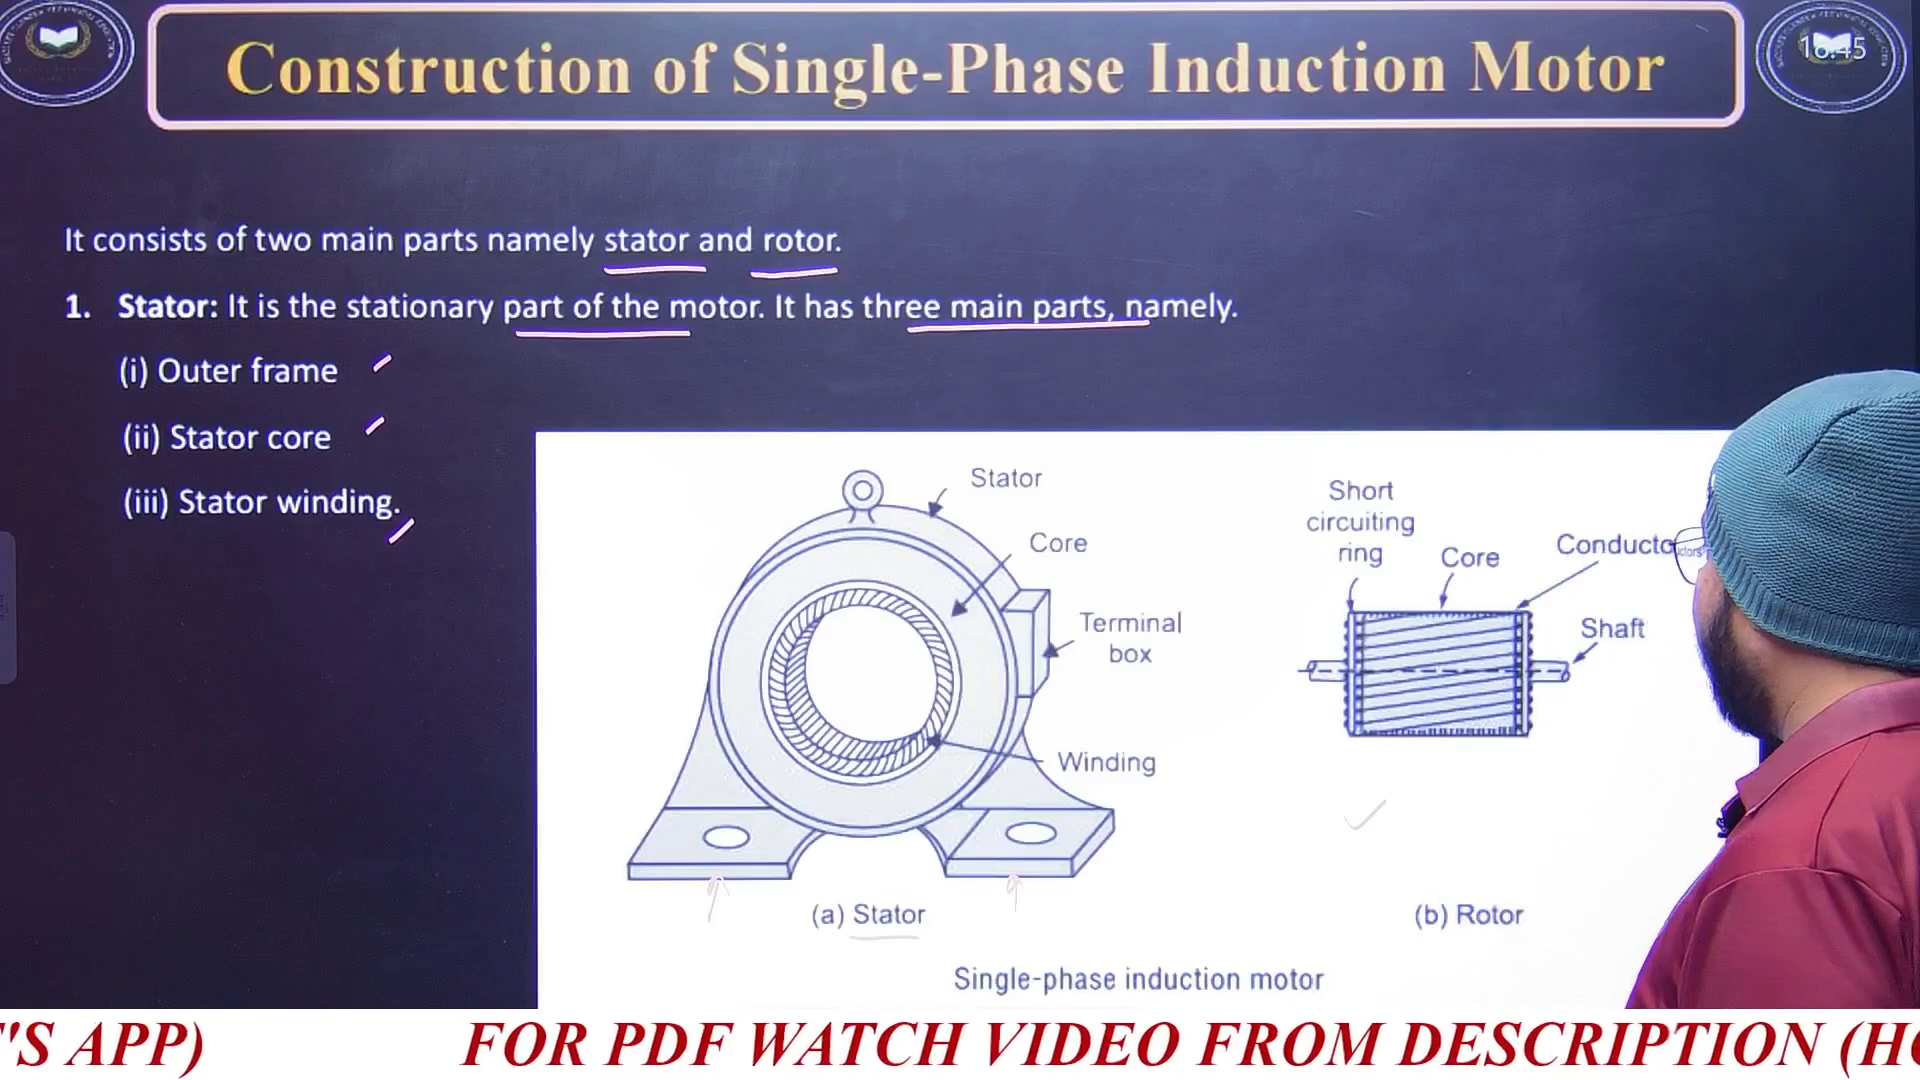 Construction of Single-Phase Induction Motor
16:45
It consists of two main parts namely stator and rotor.
1. Stator: It is the stationary part of the motor. It has three main parts, namely.
(i) Outer frame
(ii) Stator core
(iii) Stator winding.
Stator
Core
Terminal
box
Winding
(a) Stator
Short
circuiting
ring
Core
Conducto
Shaft
(b) Rotor
Single-phase induction motor
'S APP) FOR PDF WATCH VIDEO FROM DESCRIPTION (H